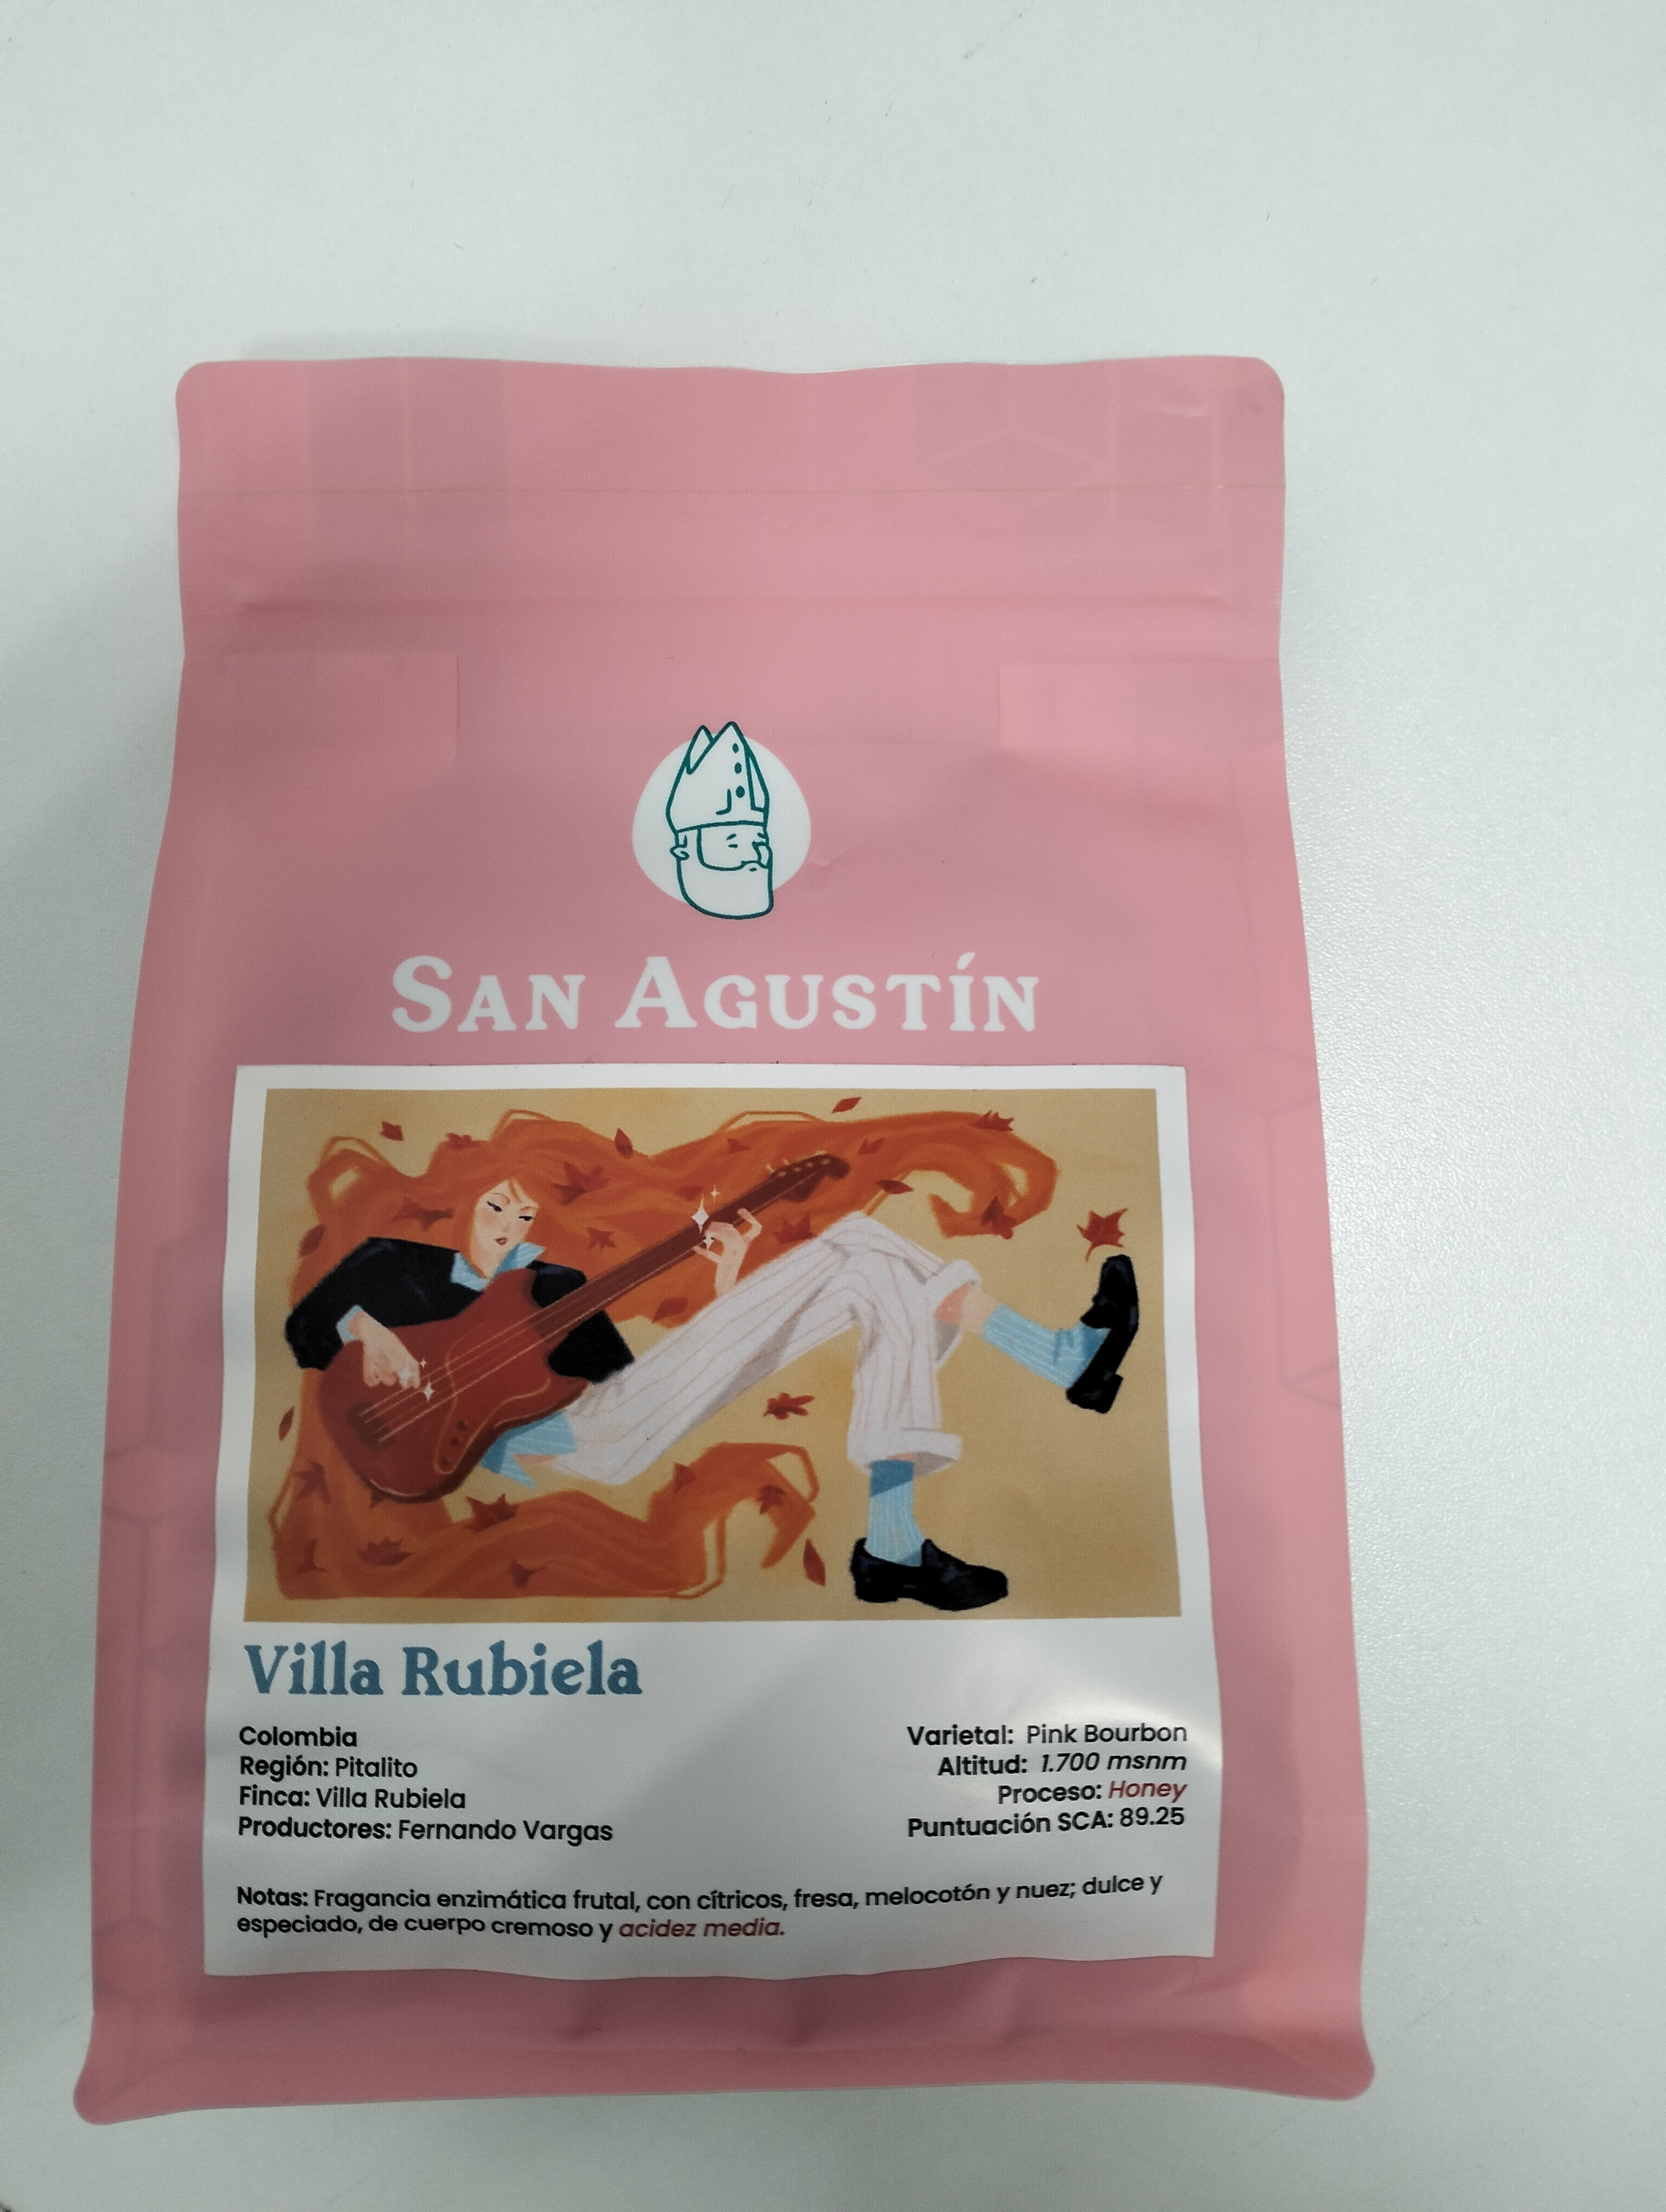 SAN AGUSTÍN
Villa Rubiela
Colombia
Región: Pitalito
Finca: Villa Rubiela
Productores: Fernando Vargas
Varietal: Pink Bourbon
Altitud: 1.700 msnm
Proceso: Honey
Puntuación SCA: 89.25
Notas: Fragancia enzimática frutal, con cítricos, fresa, melocotón y nuez; dulce y
especiado, de cuerpo cremoso y acidez media.